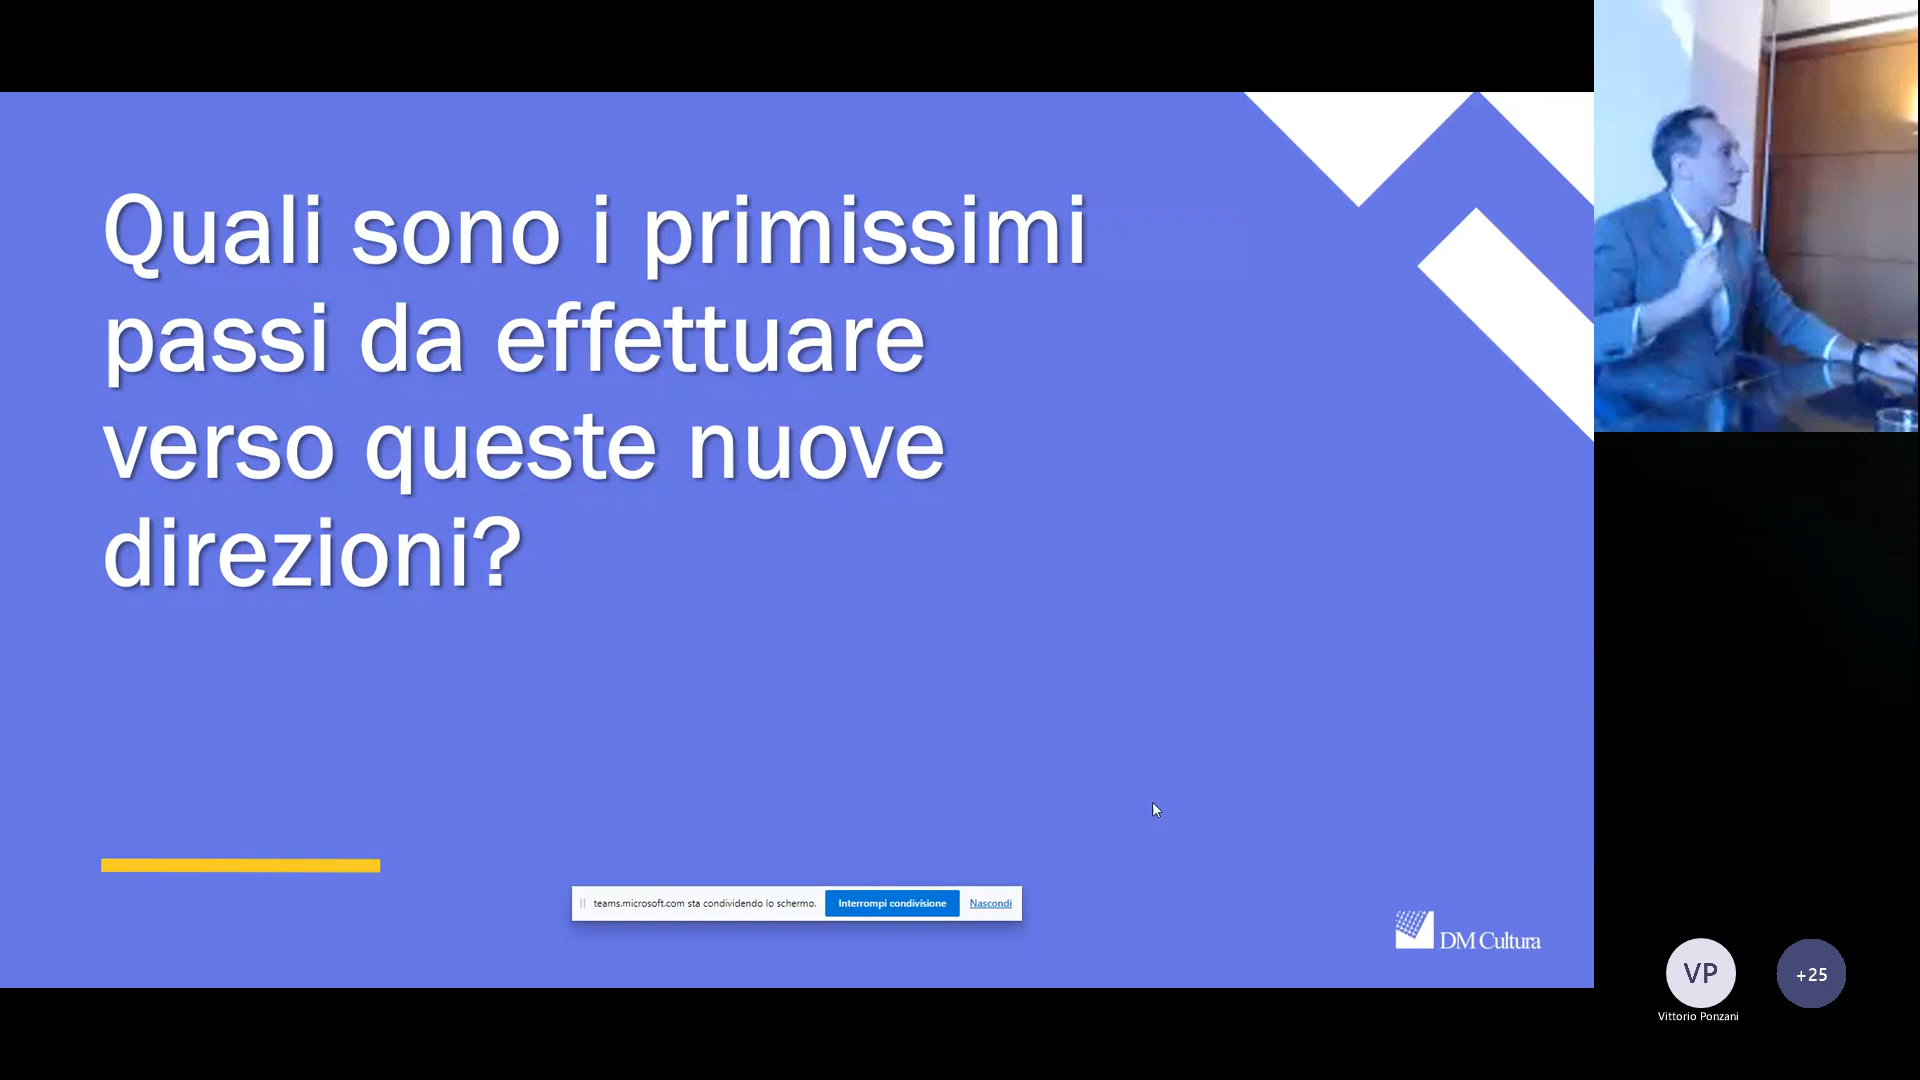 Quali sono i primissimi
passi da effettuare
verso queste nuove
direzioni?
teams.microsoft.com sta condividendo lo schermo.
Interrompi condivisione
Nascondi
DM Cultura
VP
+25
Vittorio Ponzani